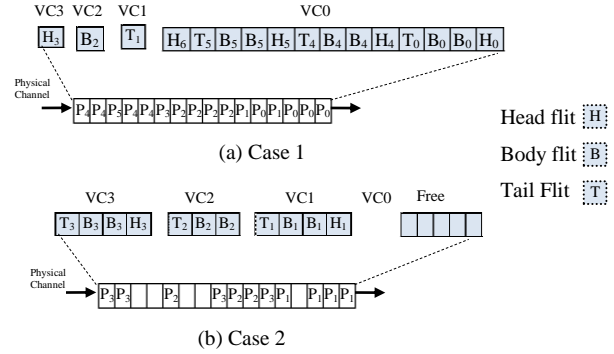 VC3 VC2 VC1 VC0
H₃ B₂ T₁ H₆ T₅ B₅ B₅ H₅ T₄ B₄ B₄ H₄ T₀ B₀ B₀ H₀
Physical
Channel
P₄ P₄ P₅ P₄ P₄ P₃ P₂ P₂ P₂ P₂ P₁ P₀ P₁ P₀ P₀ P₀
(a) Case 1
Head flit H
Body flit B
Tail Flit T
VC3 VC2 VC1 VC0 Free
T₃ B₃ B₃ H₃ T₂ B₂ B₂ T₁ B₁ B₁ H₁
Physical
Channel
P₃ P₃ P₂ P₃ P₂ P₂ P₃ P₁ P₁ P₁ P₁
(b) Case 2